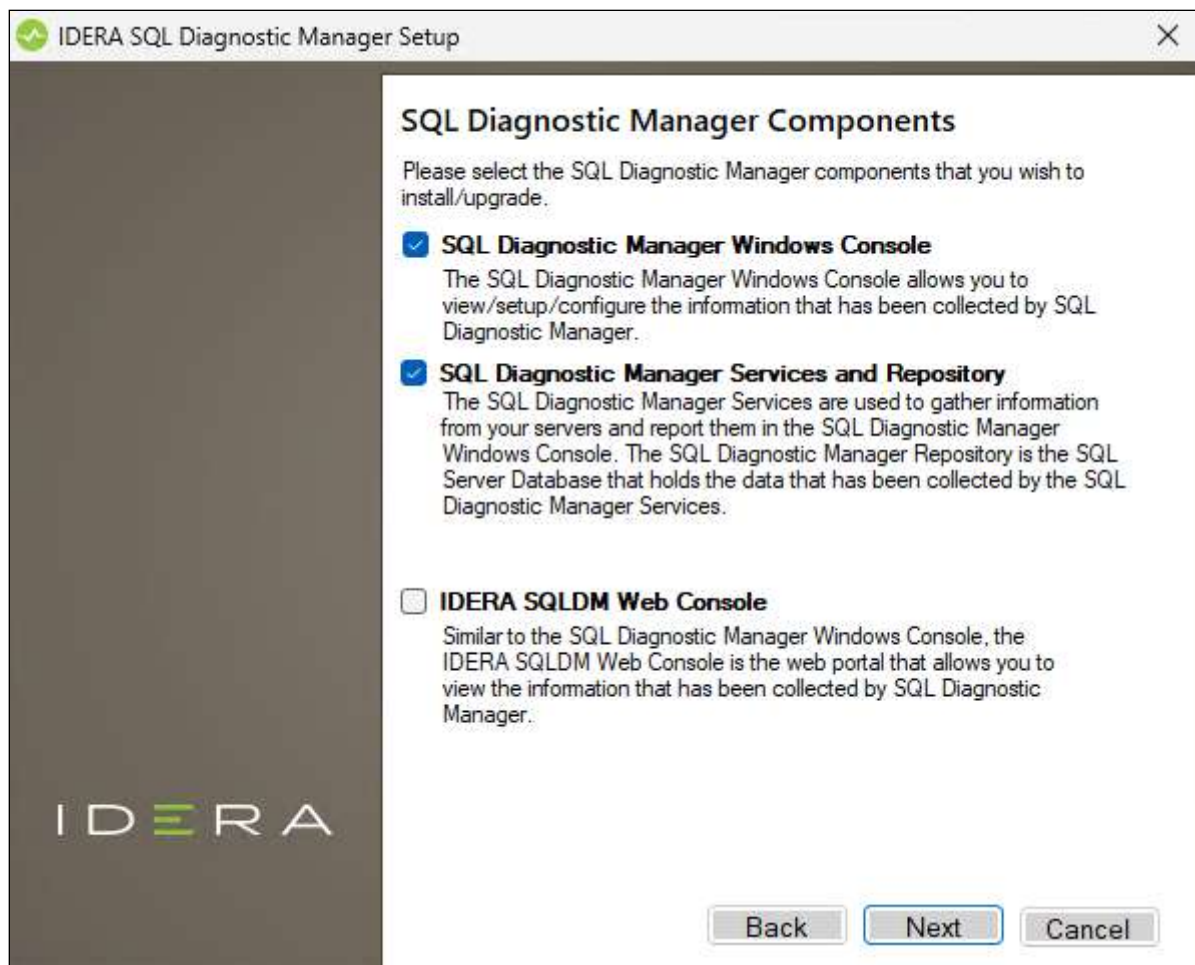 IDERA SQL Diagnostic Manager Setup
SQL Diagnostic Manager Components
Please select the SQL Diagnostic Manager components that you wish to
install/upgrade.
SQL Diagnostic Manager Windows Console
The SQL Diagnostic Manager Windows Console allows you to
view/setup/configure the information that has been collected by SQL
Diagnostic Manager.
SQL Diagnostic Manager Services and Repository
The SQL Diagnostic Manager Services are used to gather information
from your servers and report them in the SQL Diagnostic Manager
Windows Console. The SQL Diagnostic Manager Repository is the SQL
Server Database that holds the data that has been collected by the SQL
Diagnostic Manager Services.
IDERA SQLDM Web Console
Similar to the SQL Diagnostic Manager Windows Console, the
IDERA SQLDM Web Console is the web portal that allows you to
view the information that has been collected by SQL Diagnostic
Manager.
IDERA
Back Next Cancel